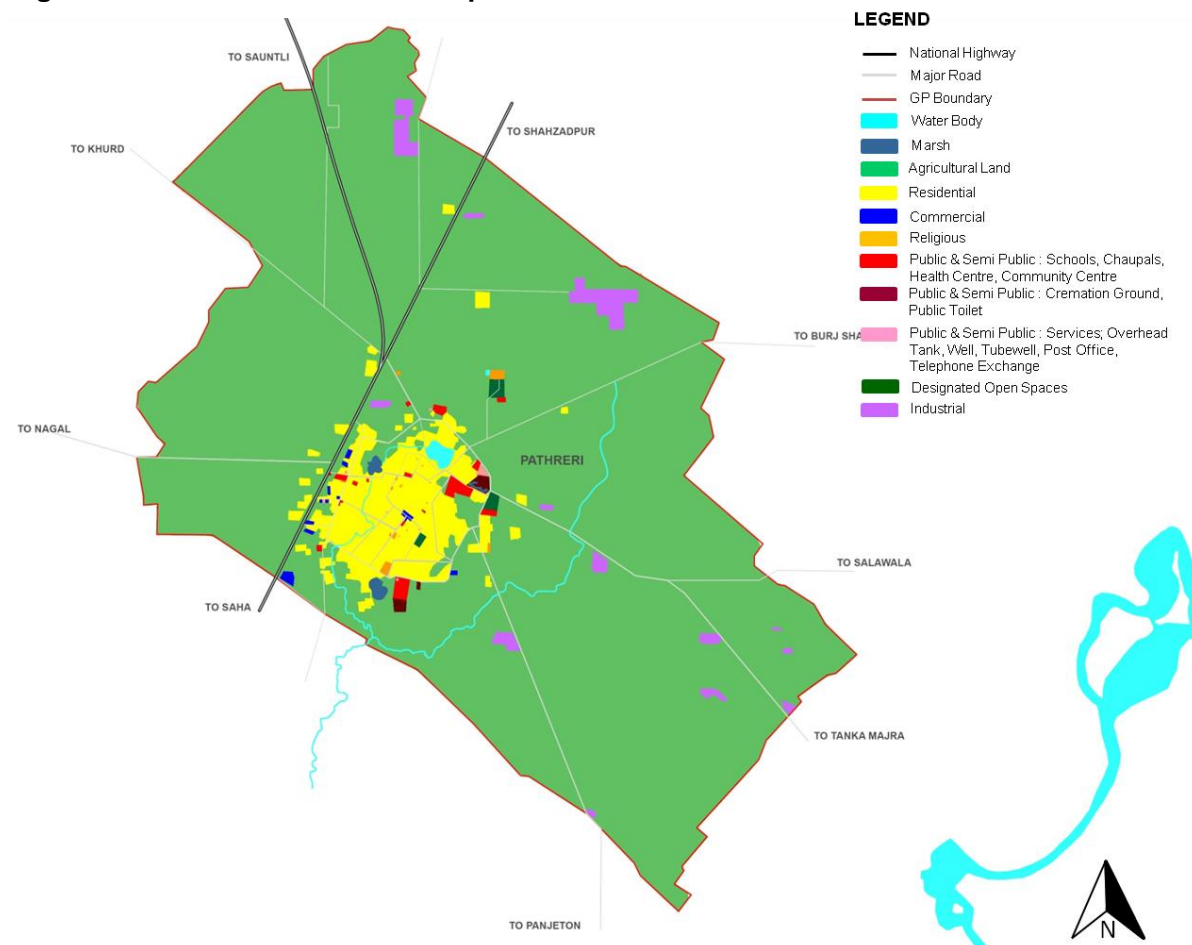 LEGEND
National Highway
Major Road
GP Boundary
Water Body
Marsh
Agricultural Land
Residential
Commercial
Religious
Public & Semi Public : Schools, Chaupals,
Health Centre, Community Centre
Public & Semi Public : Cremation Ground,
Public Toilet
Public & Semi Public : Services; Overhead
Tank, Well, Tubewell, Post Office,
Telephone Exchange
Designated Open Spaces
Industrial
TO SAUNTLI
TO SHAHZADPUR
TO KHURD
TO BURJ SHA
TO NAGAL
PATHRERI
TO SALAWALA
TO SAHA
TO TANKA MAJRA
TO PANJETON
N